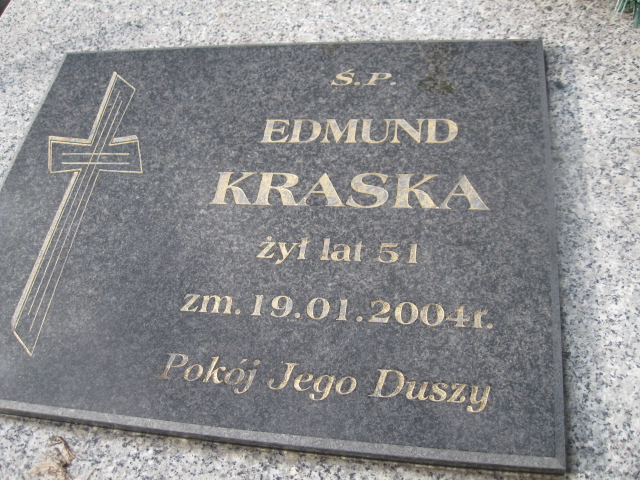 Ś.P.
EDMUND
KRASKA
żył lat 51
zm. 19.01.2004r.
Pokój Jego Duszy